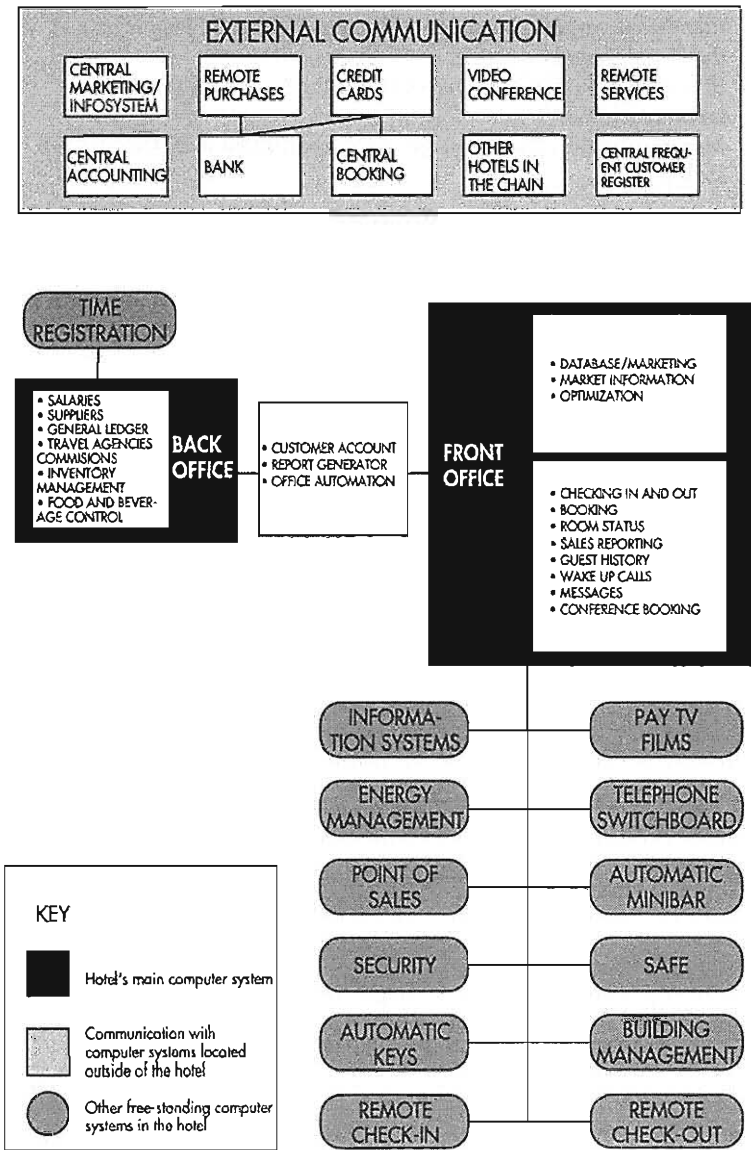 EXTERNAL COMMUNICATION
CENTRAL
MARKETING/
INFOSYSTEM
REMOTE
PURCHASES
CREDIT
CARDS
VIDEO
CONFERENCE
REMOTE
SERVICES
CENTRAL
ACCOUNTING
BANK
CENTRAL
BOOKING
OTHER
HOTELS IN
THE CHAIN
CENTRAL FREQU-
ENT CUSTOMER
REGISTER
TIME
REGISTRATION
• SALARIES
• SUPPLIERS
• GENERAL LEDGER
• TRAVEL AGENCIES
COMMISIONS
• INVENTORY
MANAGEMENT
• FOOD AND BEVER-
AGE CONTROL
BACK
OFFICE
• CUSTOMER ACCOUNT
• REPORT GENERATOR
• OFFICE AUTOMATION
FRONT
OFFICE
• DATABASE/MARKETING
• MARKET INFORMATION
• OPTIMIZATION
• CHECKING IN AND OUT
• BOOKING
• ROOM STATUS
• SALES REPORTING
• GUEST HISTORY
• WAKE UP CALLS
• MESSAGES
• CONFERENCE BOOKING
INFORMA-
TION SYSTEMS
PAY TV
FILMS
ENERGY
MANAGEMENT
TELEPHONE
SWITCHBOARD
POINT OF
SALES
AUTOMATIC
MINIBAR
SECURITY
SAFE
AUTOMATIC
KEYS
BUILDING
MANAGEMENT
REMOTE
CHECK-IN
REMOTE
CHECK-OUT
KEY
Hotel's main computer system
Communication with
computer systems located
outside of the hotel
Other free-standing computer
systems in the hotel